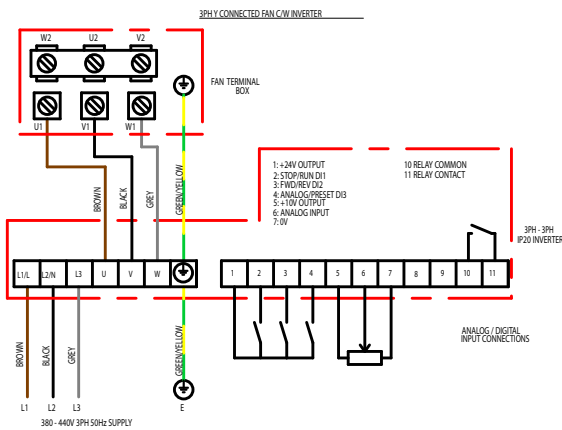 3PH Y CONNECTED FAN C/W INVERTER
W2 U2 V2
FAN TERMINAL
BOX
U1 V1 W1
BROWN
BLACK
GREY
GREEN/YELLOW
1: +24V OUTPUT
2: STOP/RUN DI1
3: FWD/REV DI2
4: ANALOG/PRESET DI3
5: +10V OUTPUT
6: ANALOG INPUT
7: 0V
10 RELAY COMMON
11 RELAY CONTACT
3PH - 3PH
IP20 INVERTER
L1/L L2/N L3 U V W
1 2 3 4 5 6 7 8 9 10 11
BROWN
BLACK
GREY
GREEN/YELLOW
ANALOG / DIGITAL
INPUT CONNECTIONS
L1 L2 L3 E
380 - 440V 3PH 50Hz SUPPLY